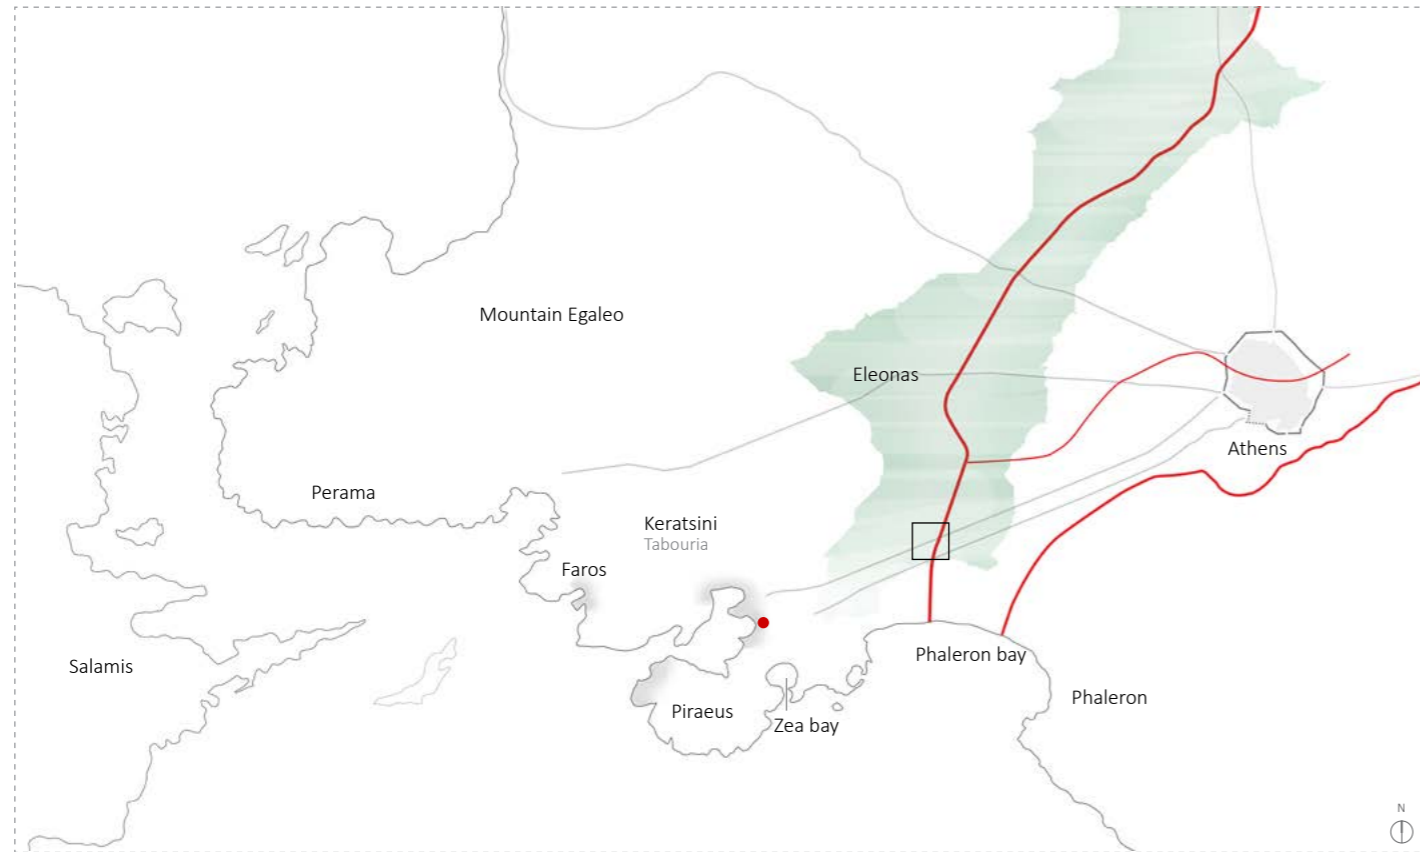 Mountain Egaleo
Eleonas
Athens
Perama
Keratsini
Tabouria
Faros
Salamis
Phaleron bay
Phaleron
Piraeus
Zea bay
N